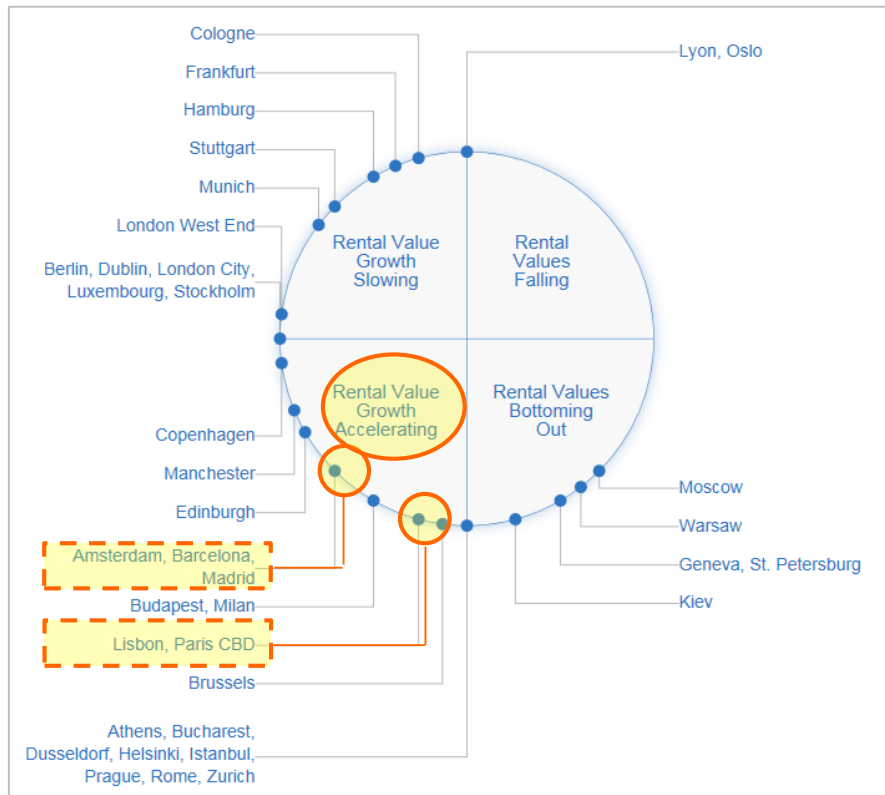 Cologne
Frankfurt
Hamburg
Stuttgart
Munich
London West End
Berlin, Dublin, London City,
Luxembourg, Stockholm
Copenhagen
Manchester
Edinburgh
Amsterdam, Barcelona,
Madrid
Budapest, Milan
Lisbon, Paris CBD
Brussels
Athens, Bucharest,
Dusseldorf, Helsinki, Istanbul,
Prague, Rome, Zurich
Rental Value
Growth
Slowing
Rental
Values
Falling
Rental Value
Growth
Accelerating
Rental Values
Bottoming
Out
Lyon, Oslo
Moscow
Warsaw
Geneva, St. Petersburg
Kiev